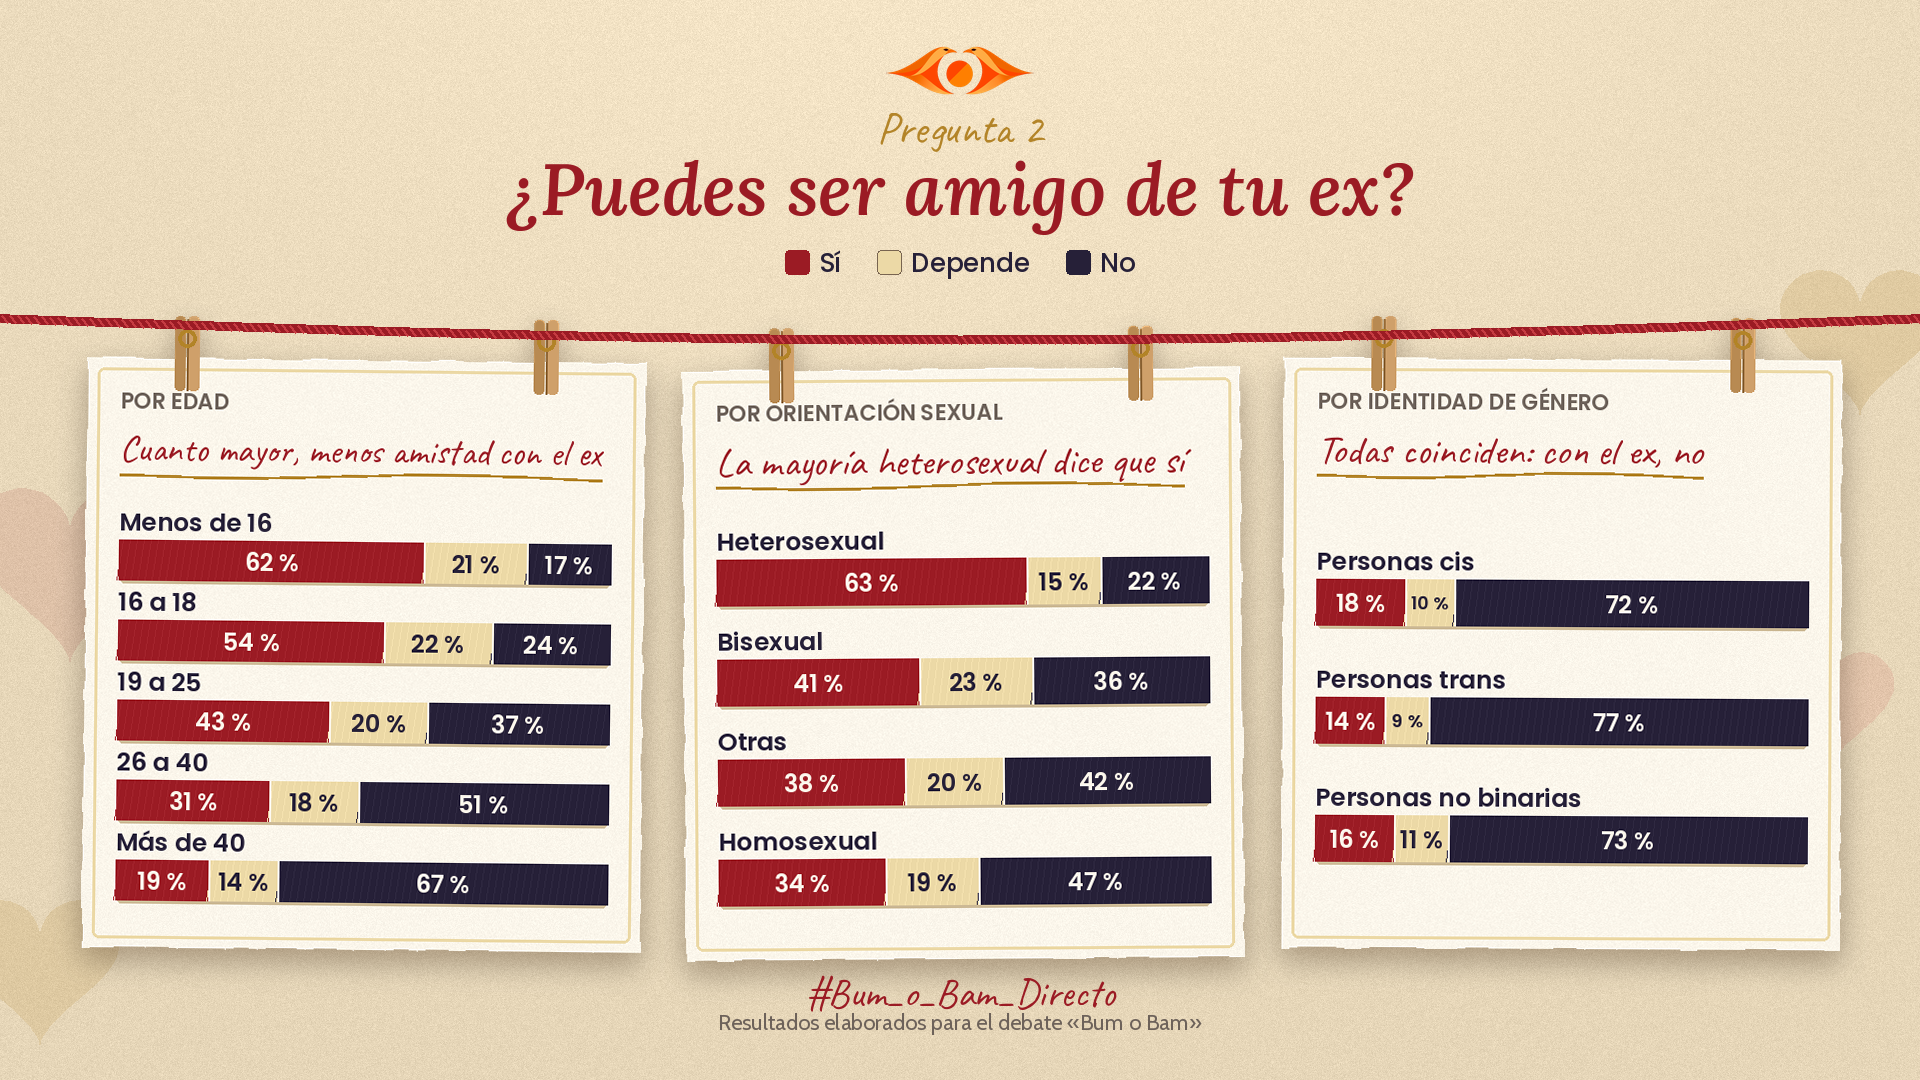 Pregunta 2
¿Puedes ser amigo de tu ex?
Sí Depende No
POR EDAD
Cuanto mayor, menos amistad con el ex
Menos de 16
62 % 21 % 17 %
16 a 18
54 % 22 % 24 %
19 a 25
43 % 20 % 37 %
26 a 40
31 % 18 % 51 %
Más de 40
19 % 14 % 67 %
POR ORIENTACIÓN SEXUAL
La mayoría heterosexual dice que sí
Heterosexual
63 % 15 % 22 %
Bisexual
41 % 23 % 36 %
Otras
38 % 20 % 42 %
Homosexual
34 % 19 % 47 %
POR IDENTIDAD DE GÉNERO
Todas coinciden: con el ex, no
Personas cis
18 % 10 % 72 %
Personas trans
14 % 9 % 77 %
Personas no binarias
16 % 11 % 73 %
#Bum_o_Bam_Directo
Resultados elaborados para el debate «Bum o Bam»